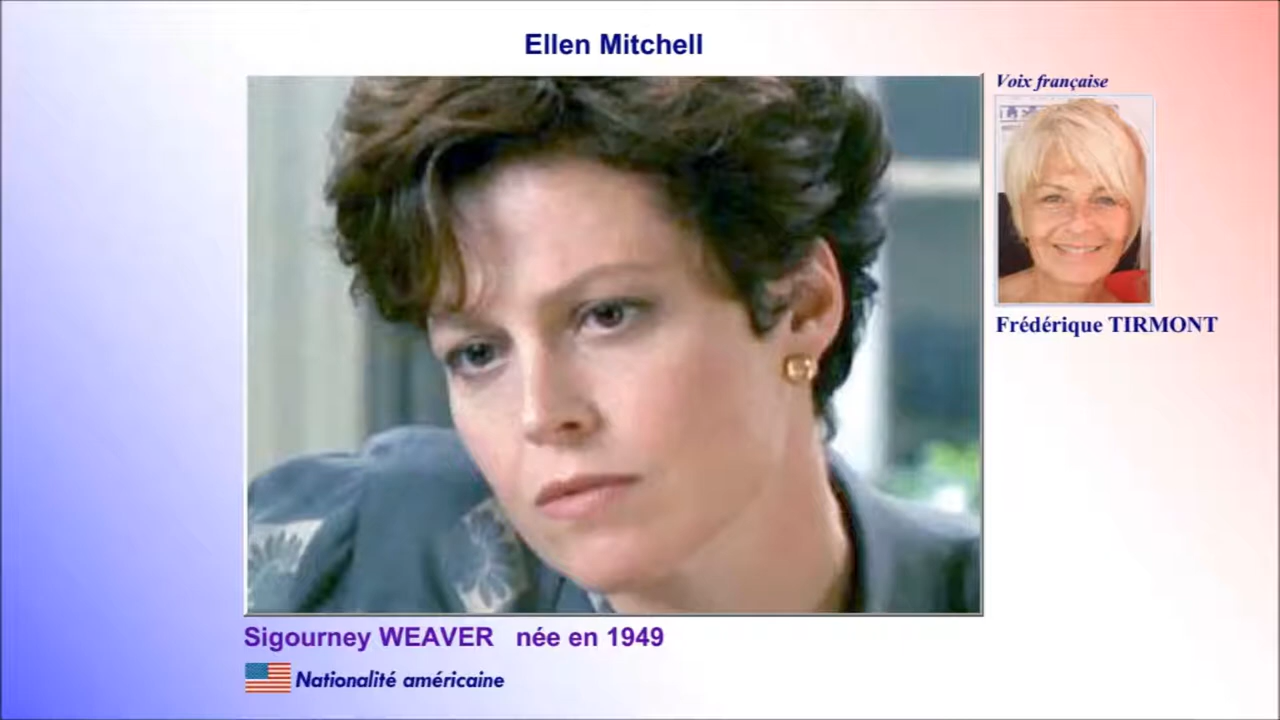 Ellen Mitchell
Voix française
Frédérique TIRMONT
Sigourney WEAVER née en 1949
Nationalité américaine